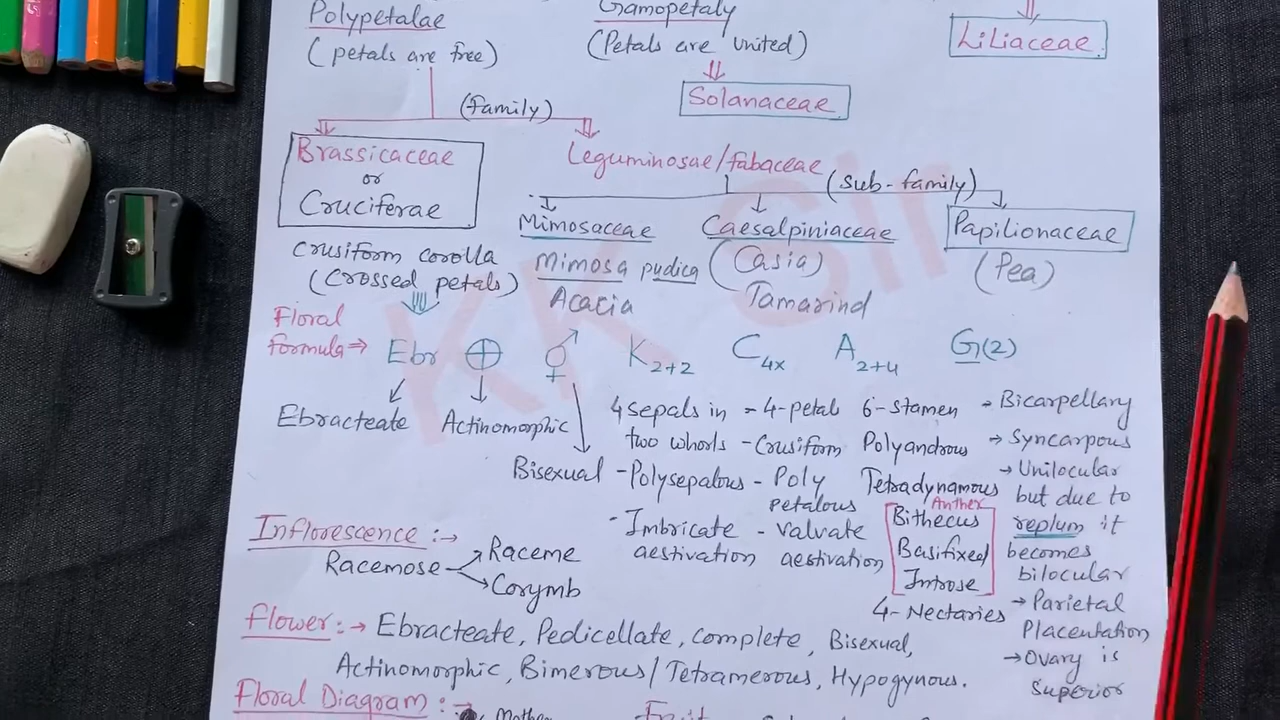 Polypetalae
(petals are free)
Gamopetaly
(Petals are united)
Liliaceae
Solanaceae
(family)
Brassicaceae
or
Cruciferae
Leguminosae/fabaceae
(Sub-family)
Mimosaceae
Caesalpiniaceae
Papilionaceae
Crusiform corolla
(Crossed petals)
Mimosa pudica
Acacia
(Casia)
Tamarind
(Pea)
KK Sir
Floral
formula→ Ebr ⊕ ⚥ K2+2 C4x A2+4 G(2)
Ebracteate
Actinomorphic
Bisexual
4 sepals in
two whorls
-Polysepalous
-Imbricate
aestivation
- 4-petal
-Crusiform
- Poly
petalous
- valvate
aestivation
6-stamen
Polyandrous
Tetradynamous
Anther
Bithecus
Basifixed
Introse
4-Nectaries
→ Bicarpellary
→ Syncarpous
→ Unilocular
but due to
replum it
becomes
bilocular
→ Parietal
Placentation
→ Ovary is
Superior
Inflorescence :→
Racemose
Raceme
Corymb
Flower:→ Ebracteate, Pedicellate, complete, Bisexual,
Actinomorphic, Bimerous/Tetramerous, Hypogynous.
Floral Diagram :→